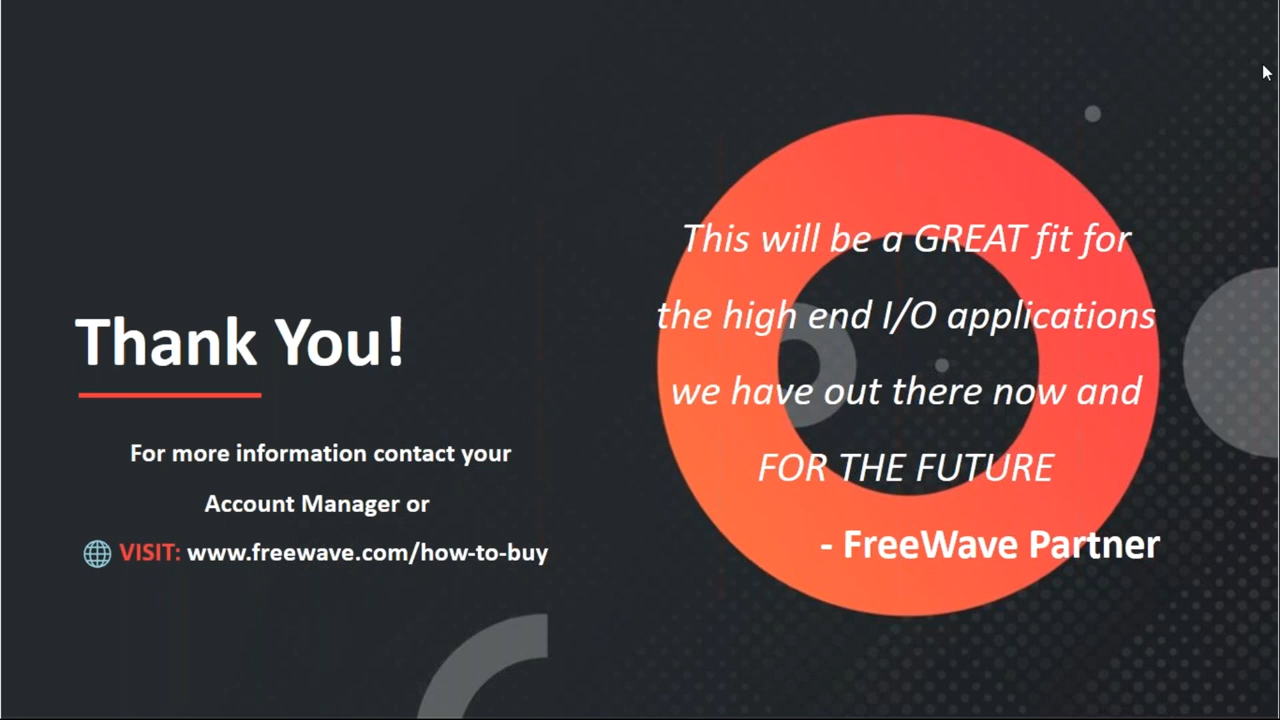 Thank You!
For more information contact your
Account Manager or
VISIT: www.freewave.com/how-to-buy
This will be a GREAT fit for
the high end I/O applications
we have out there now and
FOR THE FUTURE
- FreeWave Partner